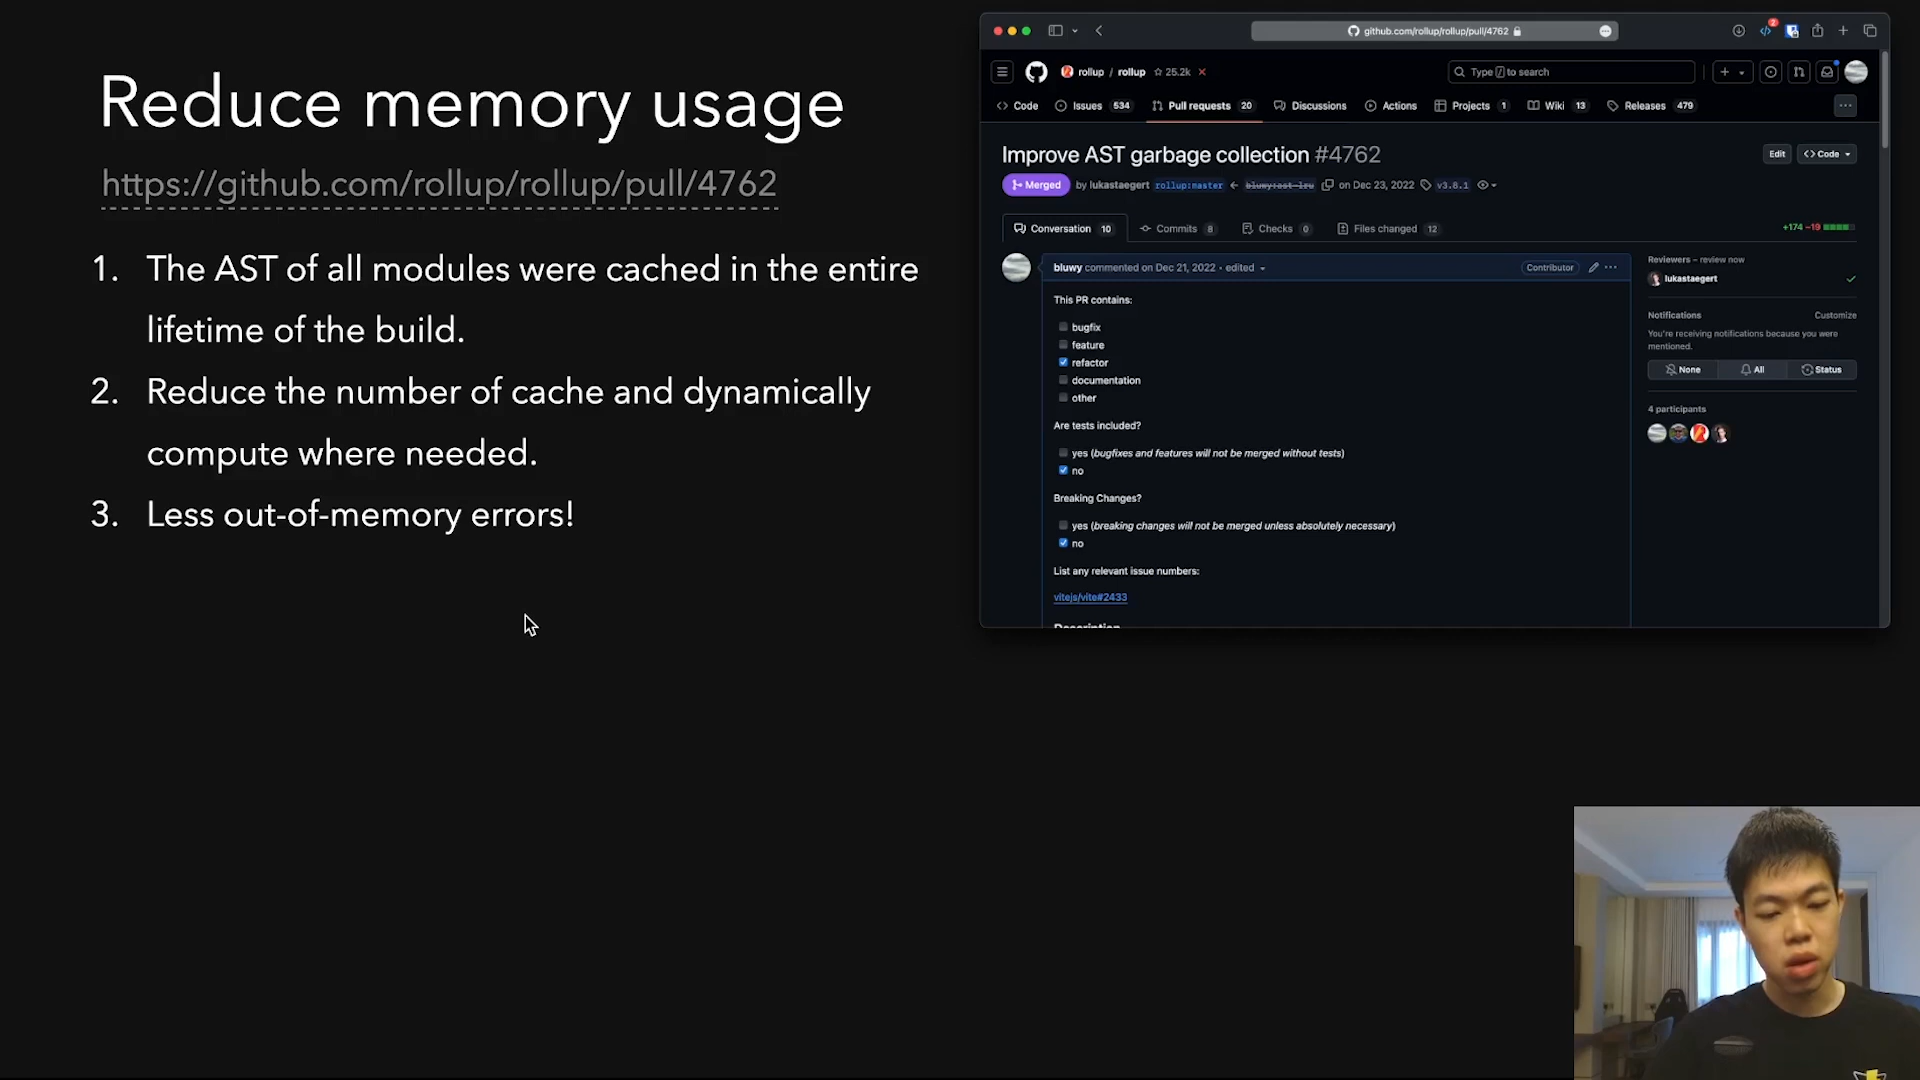 Reduce memory usage
https://github.com/rollup/rollup/pull/4762
1. The AST of all modules were cached in the entire
lifetime of the build.
2. Reduce the number of cache and dynamically
compute where needed.
3. Less out-of-memory errors!
github.com/rollup/rollup/pull/4762
2
rollup / rollup 25.2k
Type / to search
Code Issues 534 Pull requests 20 Discussions Actions Projects 1 Wiki 13 Releases 479
Improve AST garbage collection #4762
Edit Code
Merged by lukastaegert rollup:master ← bluwy:ast-lru on Dec 23, 2022 v3.8.1
Conversation 10 Commits 8 Checks 0 Files changed 12
+174 −19
bluwy commented on Dec 21, 2022 • edited
Contributor
This PR contains:
bugfix
feature
refactor
documentation
other
Are tests included?
yes (bugfixes and features will not be merged without tests)
no
Breaking Changes?
yes (breaking changes will not be merged unless absolutely necessary)
no
List any relevant issue numbers:
vitejs/vite#2433
Description
Reviewers – review now
lukastaegert
Notifications Customize
You're receiving notifications because you were
mentioned.
None All Status
4 participants